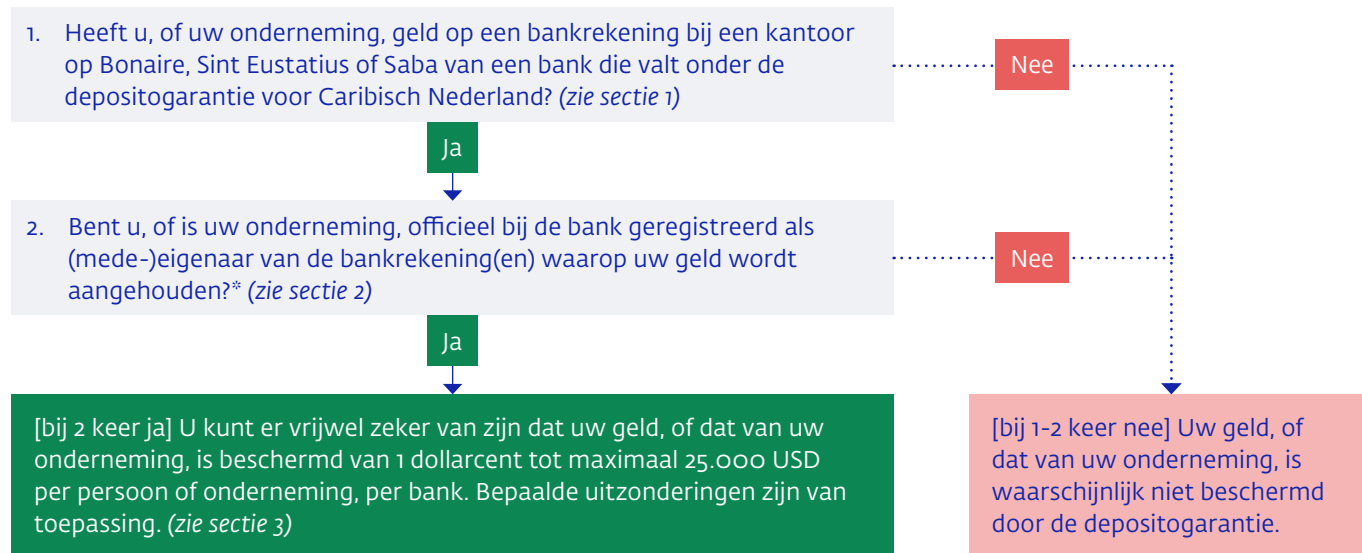 1. Heeft u, of uw onderneming, geld op een bankrekening bij een kantoor
op Bonaire, Sint Eustatius of Saba van een bank die valt onder de
depositogarantie voor Caribisch Nederland? (zie sectie 1)
Nee
Ja
2. Bent u, of is uw onderneming, officieel bij de bank geregistreerd als
(mede-)eigenaar van de bankrekening(en) waarop uw geld wordt
aangehouden?* (zie sectie 2)
Nee
Ja
[bij 2 keer ja] U kunt er vrijwel zeker van zijn dat uw geld, of dat van uw
onderneming, is beschermd van 1 dollarcent tot maximaal 25.000 USD
per persoon of onderneming, per bank. Bepaalde uitzonderingen zijn van
toepassing. (zie sectie 3)
[bij 1-2 keer nee] Uw geld, of
dat van uw onderneming, is
waarschijnlijk niet beschermd
door de depositogarantie.